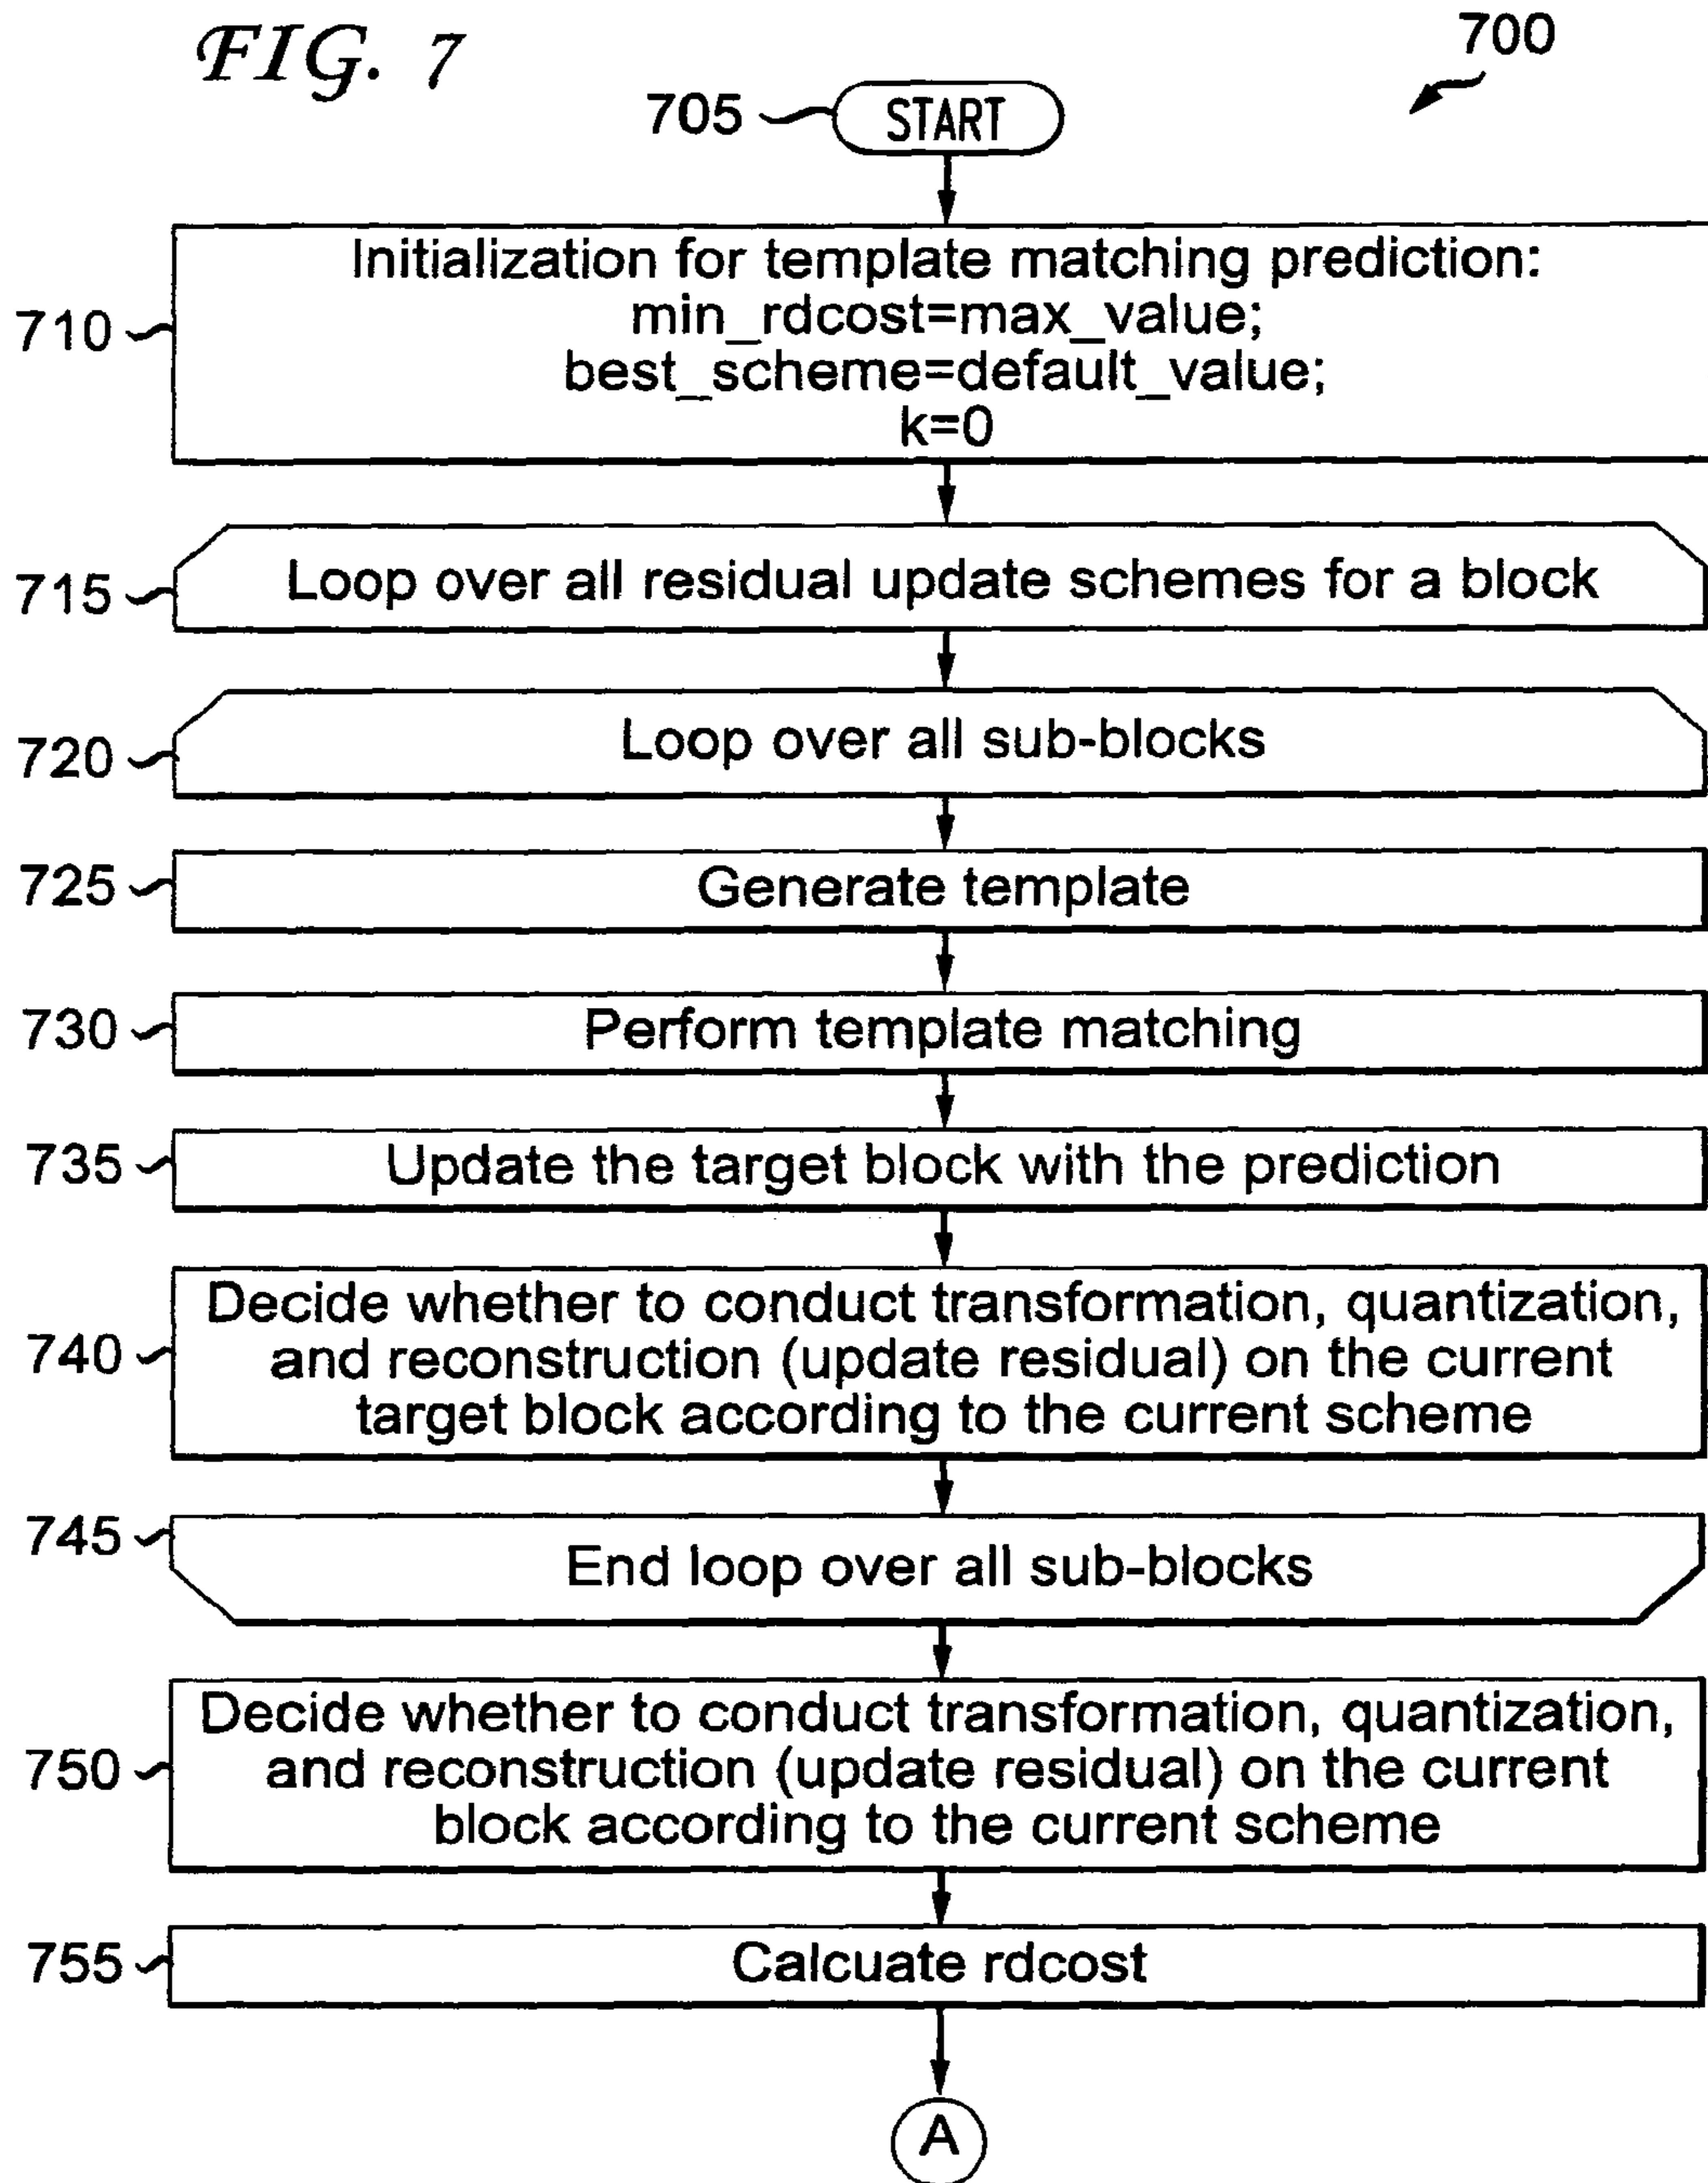 FIG. 7
700
705
START
710
Initialization for template matching prediction:
min_rdcost=max_value;
best_scheme=default_value;
k=0
715
Loop over all residual update schemes for a block
720
Loop over all sub-blocks
725
Generate template
730
Perform template matching
735
Update the target block with the prediction
740
Decide whether to conduct transformation, quantization,
and reconstruction (update residual) on the current
target block according to the current scheme
745
End loop over all sub-blocks
750
Decide whether to conduct transformation, quantization,
and reconstruction (update residual) on the current
block according to the current scheme
755
Calcuate rdcost
A